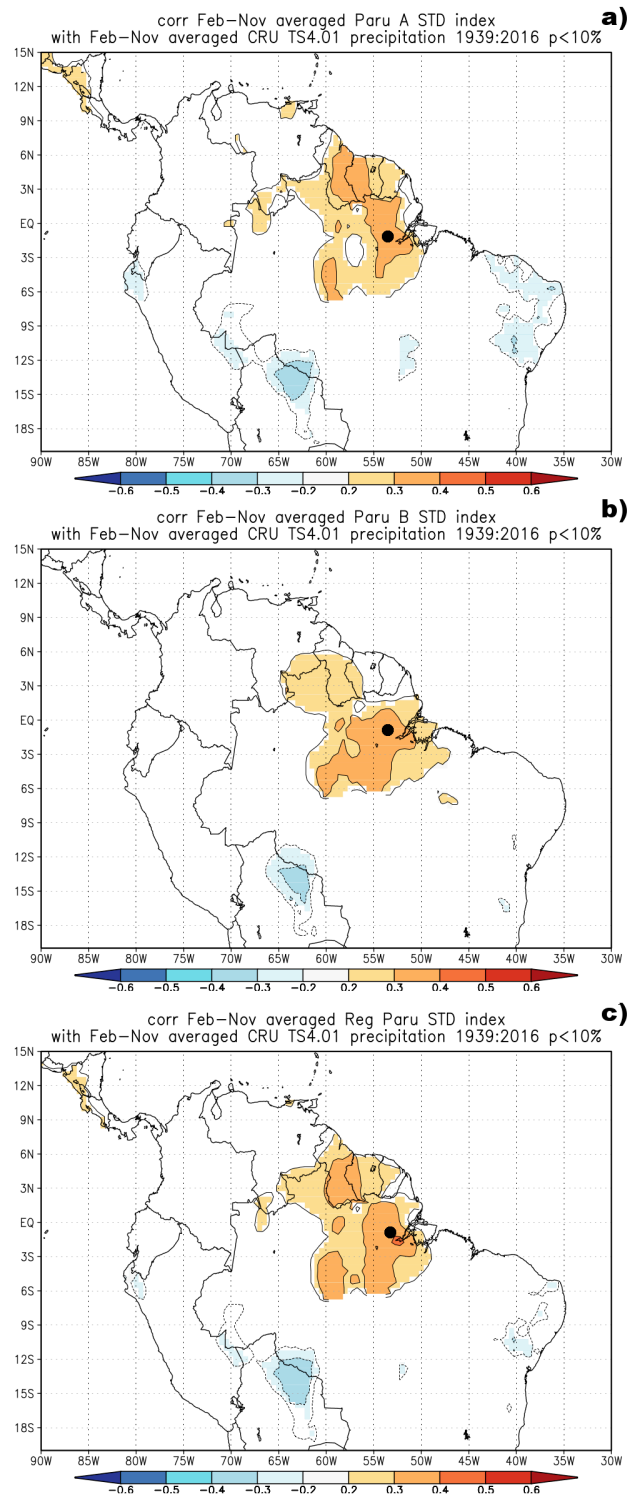 a)
corr Feb-Nov averaged Paru A STD index
with Feb-Nov averaged CRU TS4.01 precipitation 1939:2016 p<10%
15N
12N
9N
6N
3N
EQ
3S
6S
9S
12S
15S
18S
90W 85W 80W 75W 70W 65W 60W 55W 50W 45W 40W 35W 30W
-0.6 -0.5 -0.4 -0.3 -0.2 0.2 0.3 0.4 0.5 0.6
b)
corr Feb-Nov averaged Paru B STD index
with Feb-Nov averaged CRU TS4.01 precipitation 1939:2016 p<10%
15N
12N
9N
6N
3N
EQ
3S
6S
9S
12S
15S
18S
90W 85W 80W 75W 70W 65W 60W 55W 50W 45W 40W 35W 30W
-0.6 -0.5 -0.4 -0.3 -0.2 0.2 0.3 0.4 0.5 0.6
c)
corr Feb-Nov averaged Reg Paru STD index
with Feb-Nov averaged CRU TS4.01 precipitation 1939:2016 p<10%
15N
12N
9N
6N
3N
EQ
3S
6S
9S
12S
15S
18S
90W 85W 80W 75W 70W 65W 60W 55W 50W 45W 40W 35W 30W
-0.6 -0.5 -0.4 -0.3 -0.2 0.2 0.3 0.4 0.5 0.6